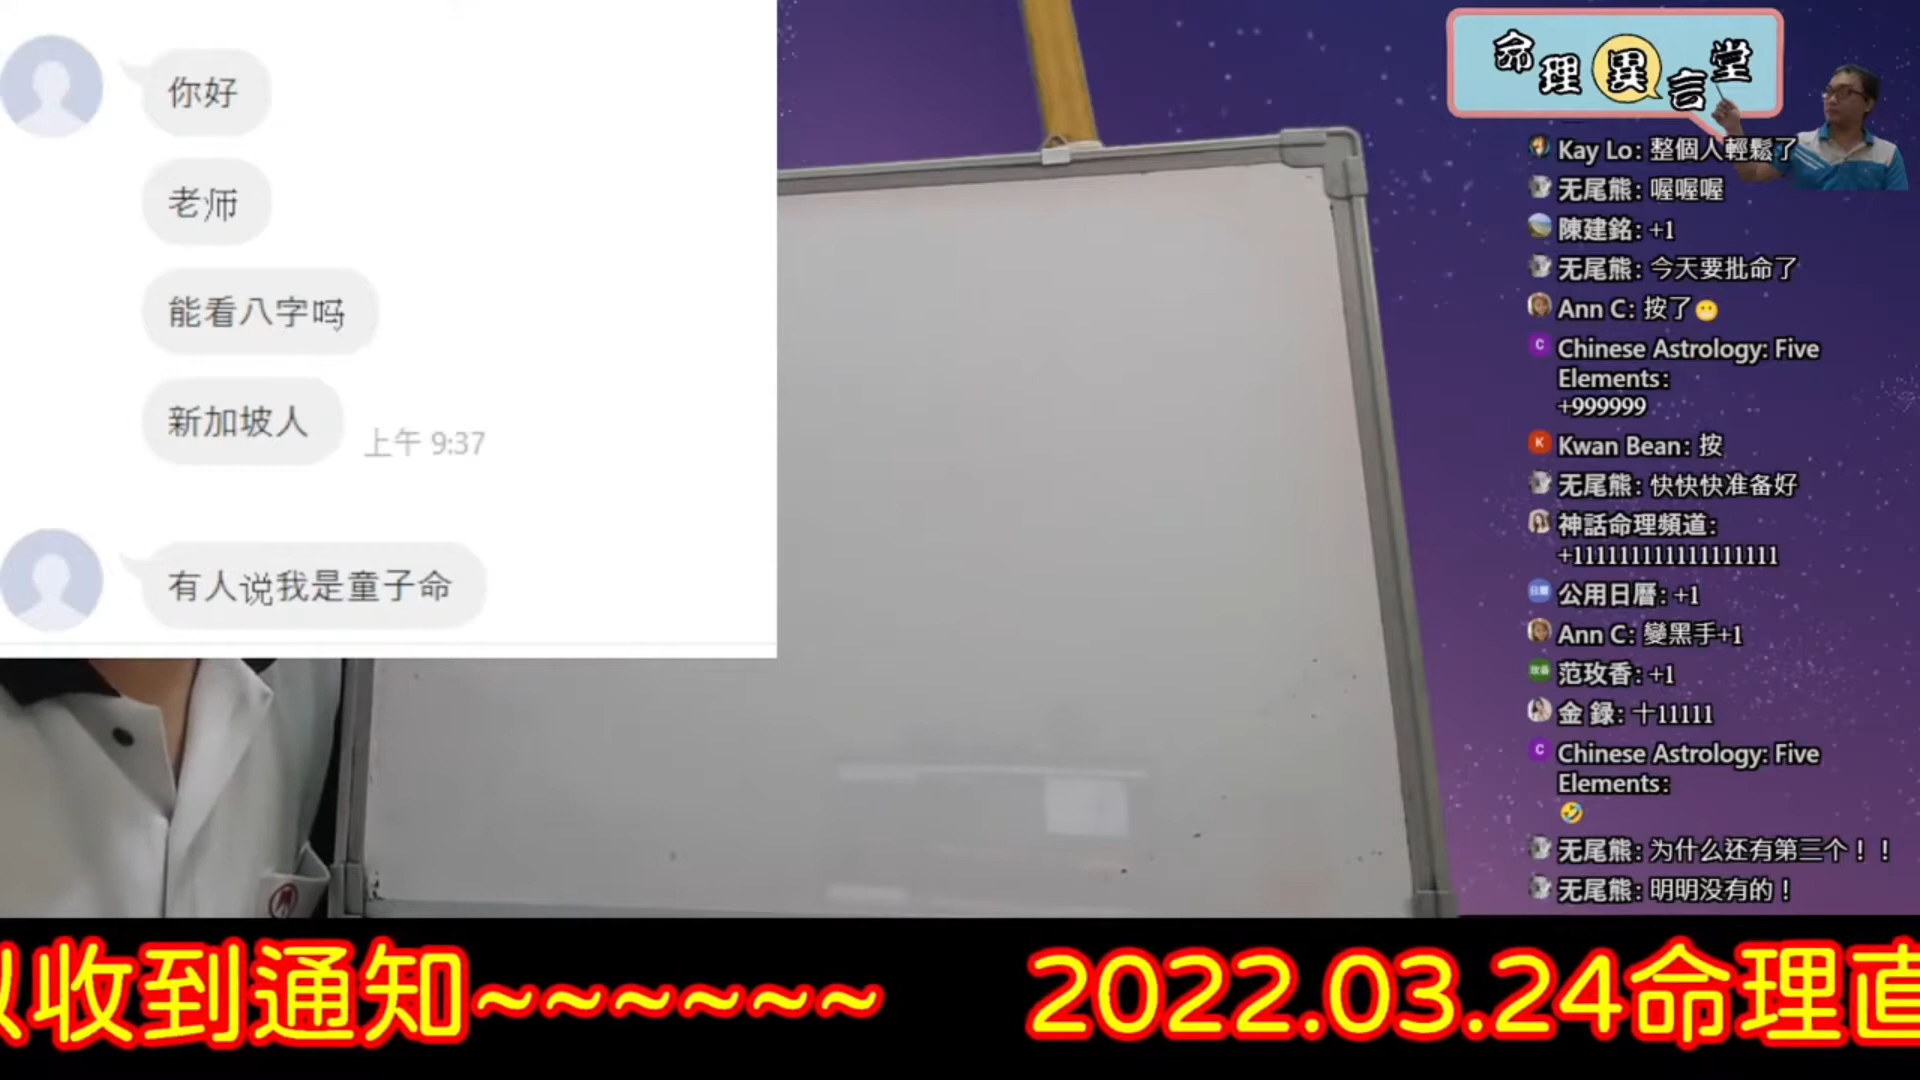 你好
老师
能看八字吗
新加坡人
上午 9:37
有人说我是童子命
命理異言堂
Kay Lo: 整個人輕鬆了
无尾熊: 喔喔喔
陳建銘: +1
无尾熊: 今天要批命了
Ann C: 按了😬
Chinese Astrology: Five
Elements:
+999999
Kwan Bean: 按
无尾熊: 快快快准备好
神話命理頻道:
+111111111111111111
公用日曆: +1
Ann C: 變黑手+1
范玫香: +1
金 録: 十11111
Chinese Astrology: Five
Elements:
🤣
无尾熊: 为什么还有第三个！！
无尾熊: 明明没有的！
以收到通知~~~~~~ 2022.03.24命理直